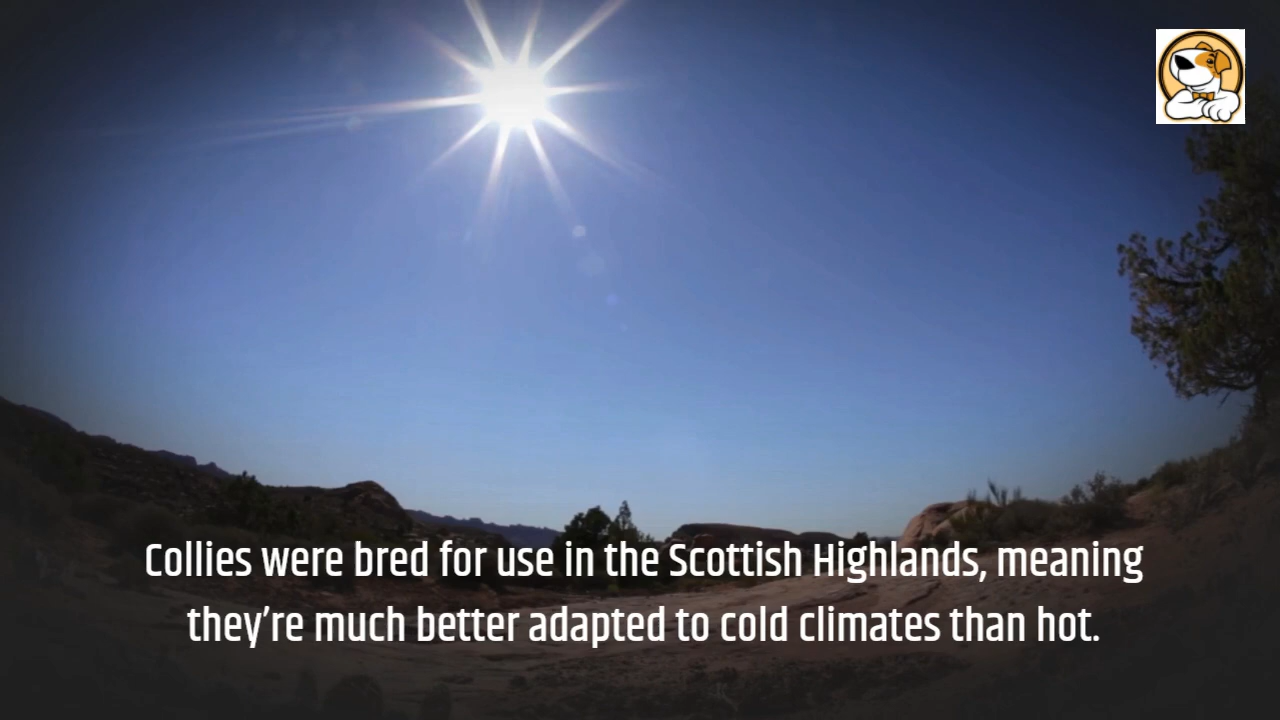 Collies were bred for use in the Scottish Highlands, meaning
they’re much better adapted to cold climates than hot.